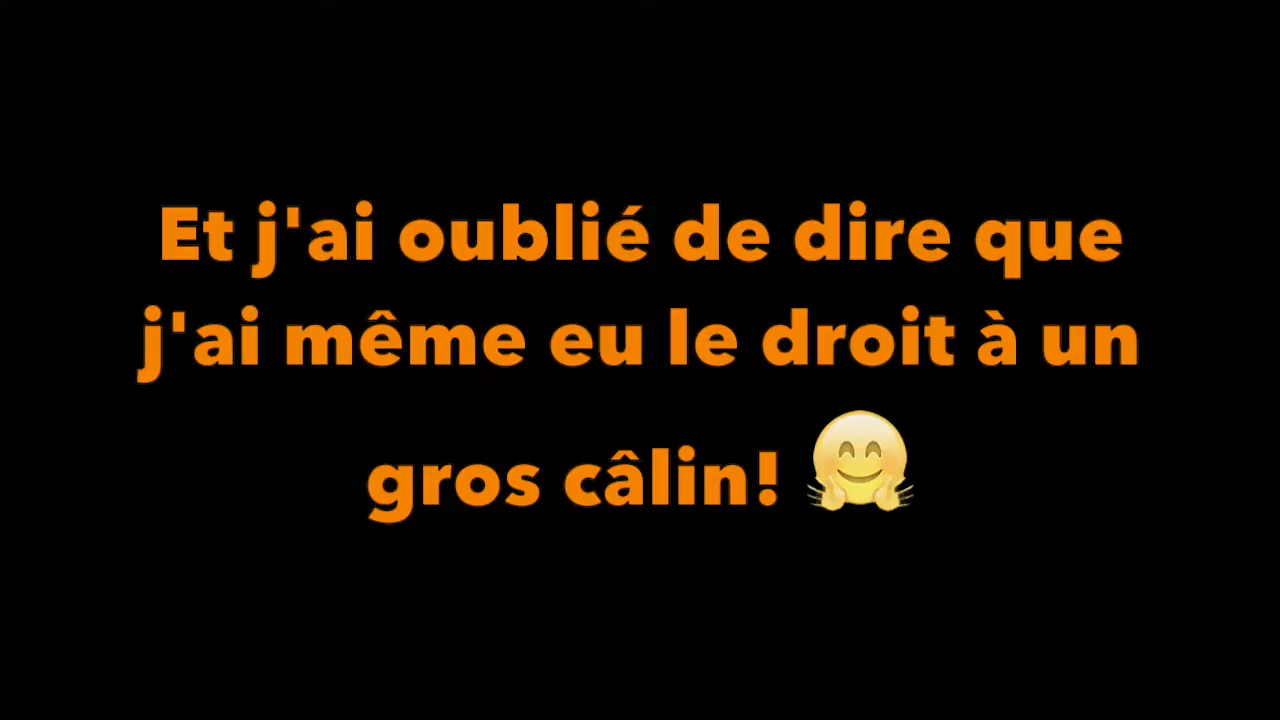 Et j'ai oublié de dire que
j'ai même eu le droit à un
gros câlin! 🤗